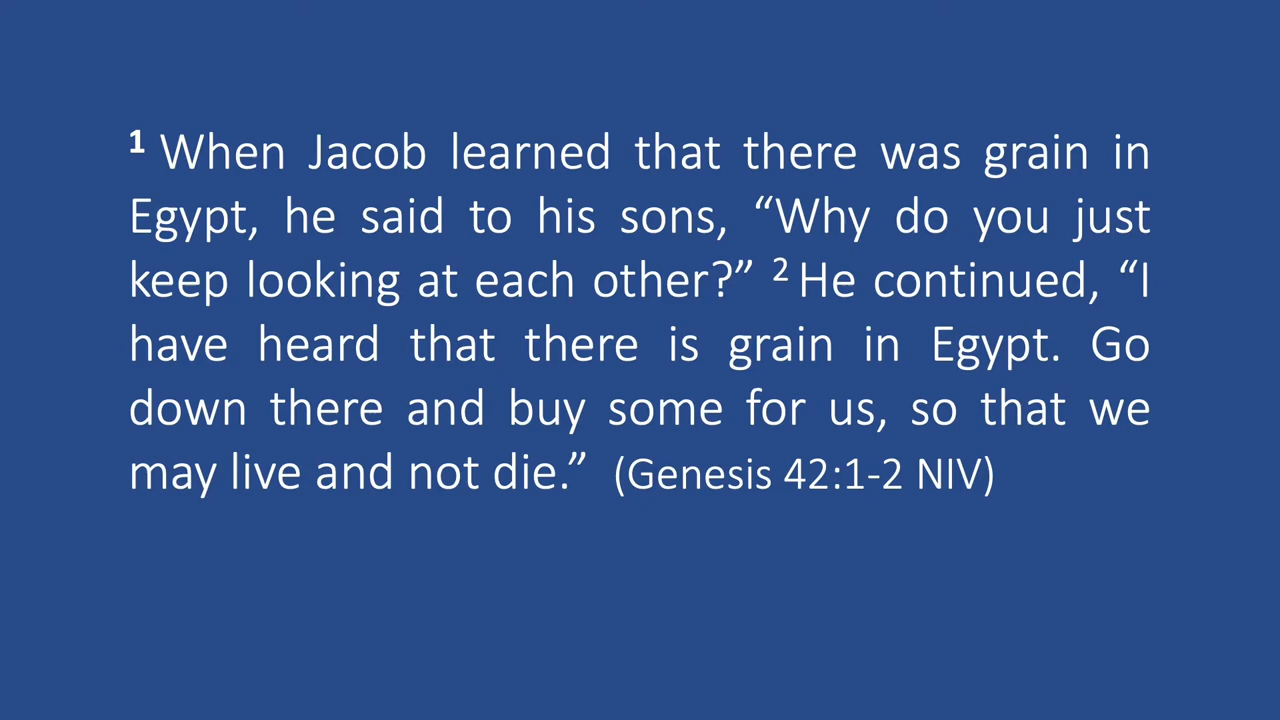 1 When Jacob learned that there was grain in
Egypt, he said to his sons, “Why do you just
keep looking at each other?” 2 He continued, “I
have heard that there is grain in Egypt. Go
down there and buy some for us, so that we
may live and not die.” (Genesis 42:1-2 NIV)